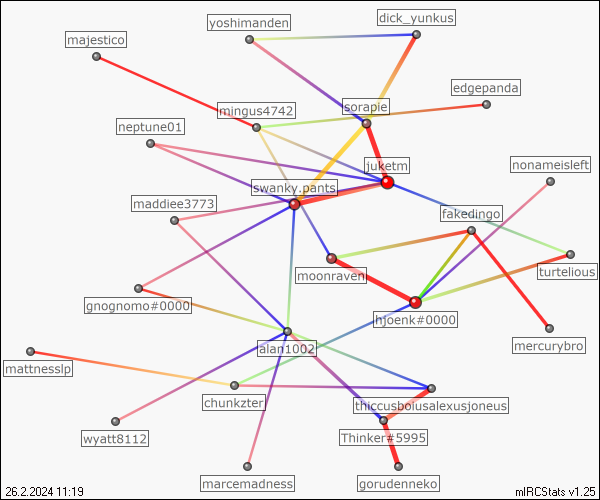 dick_yunkus
yoshimanden
majestico
edgepanda
sorapie
mingus4742
neptune01
juketm
nonameisleft
swanky.pants
maddiee3773
fakedingo
moonraven
turtelious
gnognomo#0000
hjoenk#0000
mercurybro
alan1002
mattnesslp
chunkzter
thiccusboiusalexusjoneus
wyatt8112
Thinker#5995
marcemadness
gorudenneko
26.2.2024 11:19
mIRCStats v1.25